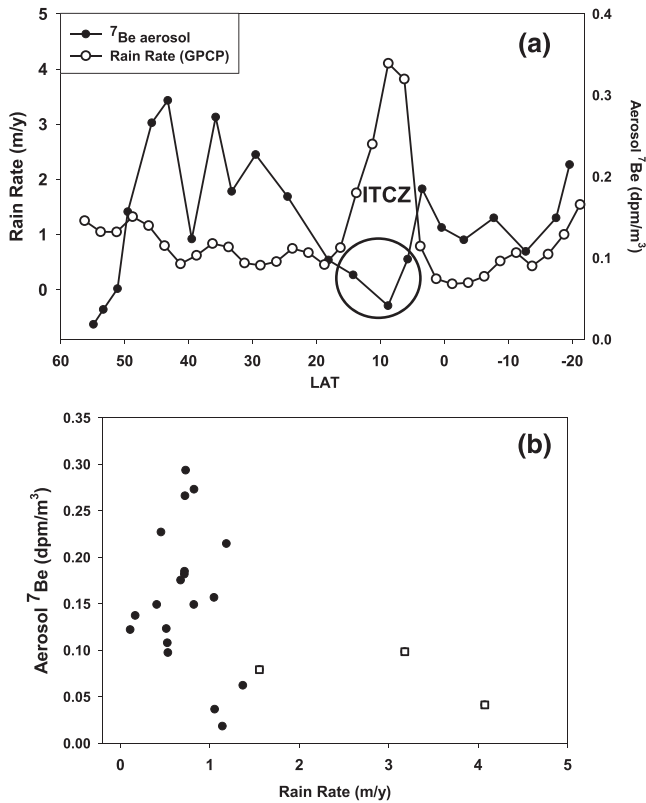 5
4
3
2
1
0
Rain Rate (m/y)
⁷Be aerosol
Rain Rate (GPCP)
(a)
ITCZ
0.4
0.3
0.2
0.1
0.0
Aerosol ⁷Be (dpm/m³)
60 50 40 30 20 10 0 -10 -20
LAT
0.35
0.30
0.25
0.20
0.15
0.10
0.05
0.00
Aerosol ⁷Be (dpm/m³)
(b)
0 1 2 3 4 5
Rain Rate (m/y)